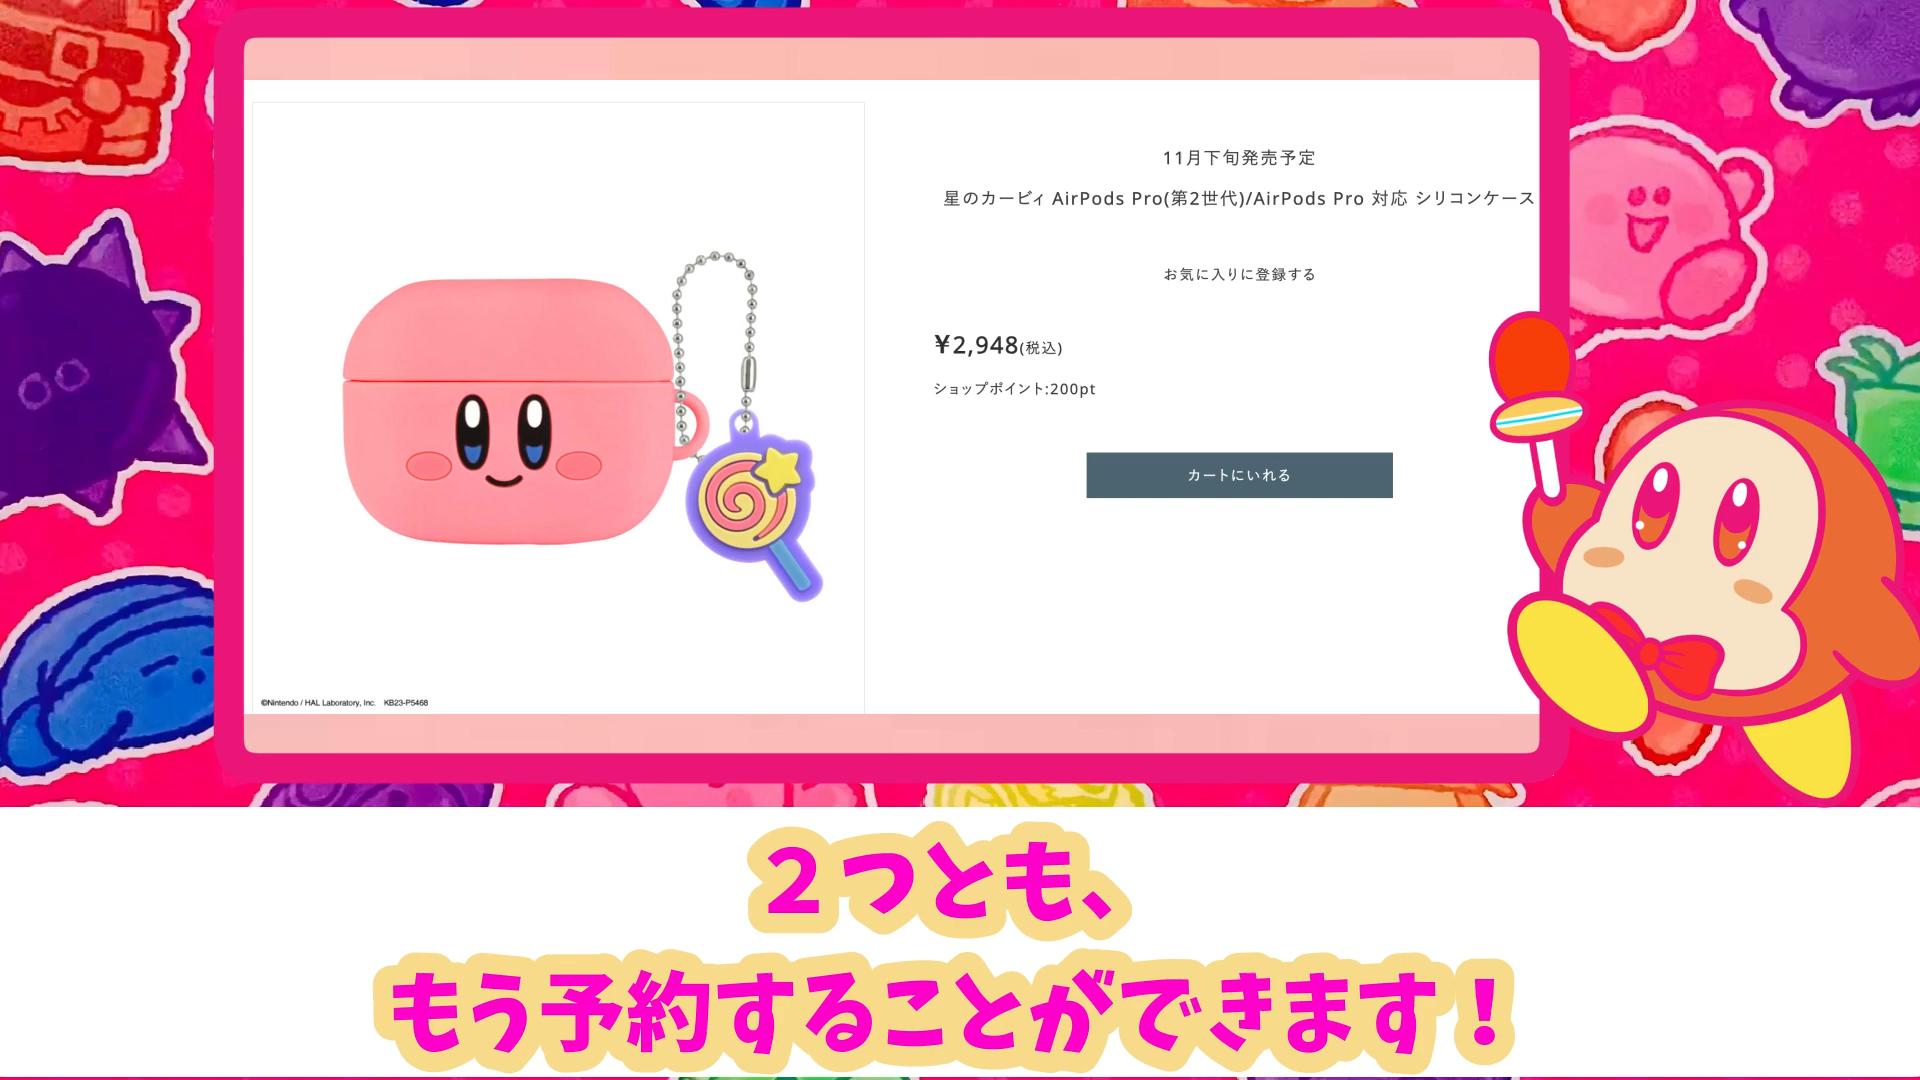 11月下旬発売予定
星のカービィ AirPods Pro(第2世代)/AirPods Pro 対応 シリコンケース
お気に入りに登録する
¥2,948(税込)
ショップポイント:200pt
カートにいれる
©Nintendo / HAL Laboratory, Inc. KB23-P5468
２つとも、
もう予約することができます！